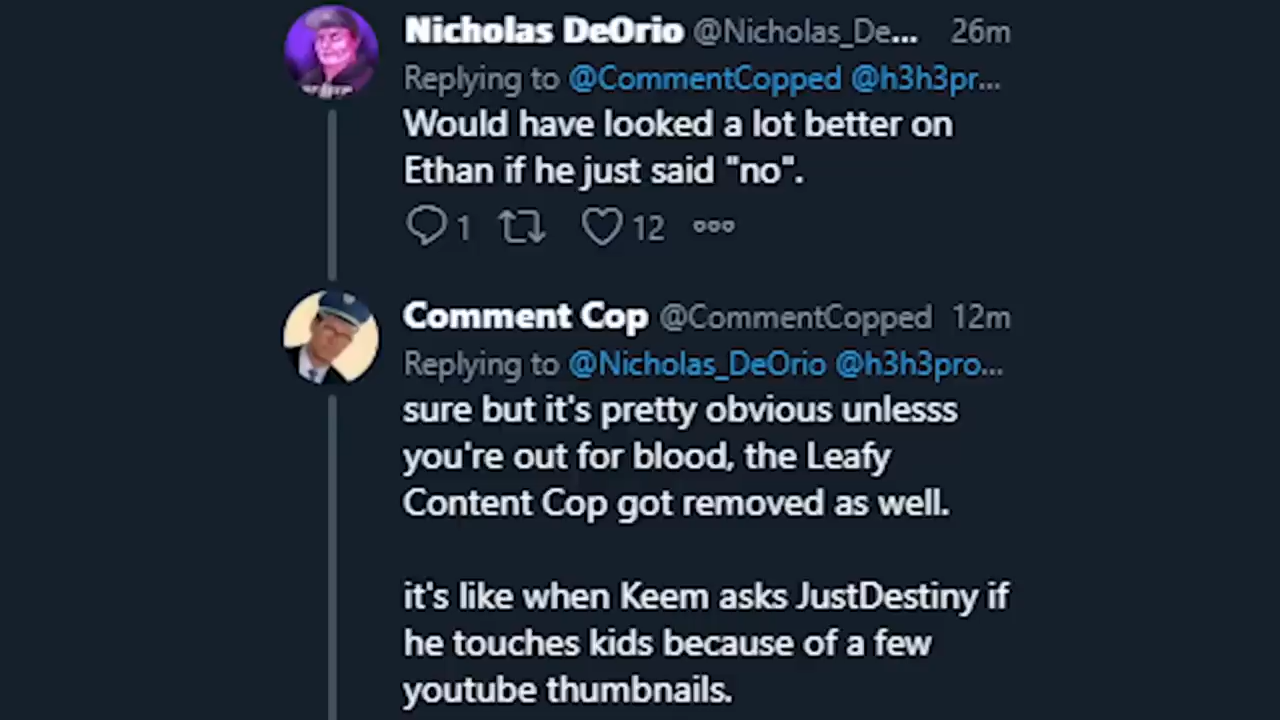 Nicholas DeOrio @Nicholas_De... 26m
Replying to @CommentCopped @h3h3pr...
Would have looked a lot better on
Ethan if he just said "no".
1 12
Comment Cop @CommentCopped 12m
Replying to @Nicholas_DeOrio @h3h3pro...
sure but it's pretty obvious unlesss
you're out for blood, the Leafy
Content Cop got removed as well.
it's like when Keem asks JustDestiny if
he touches kids because of a few
youtube thumbnails.